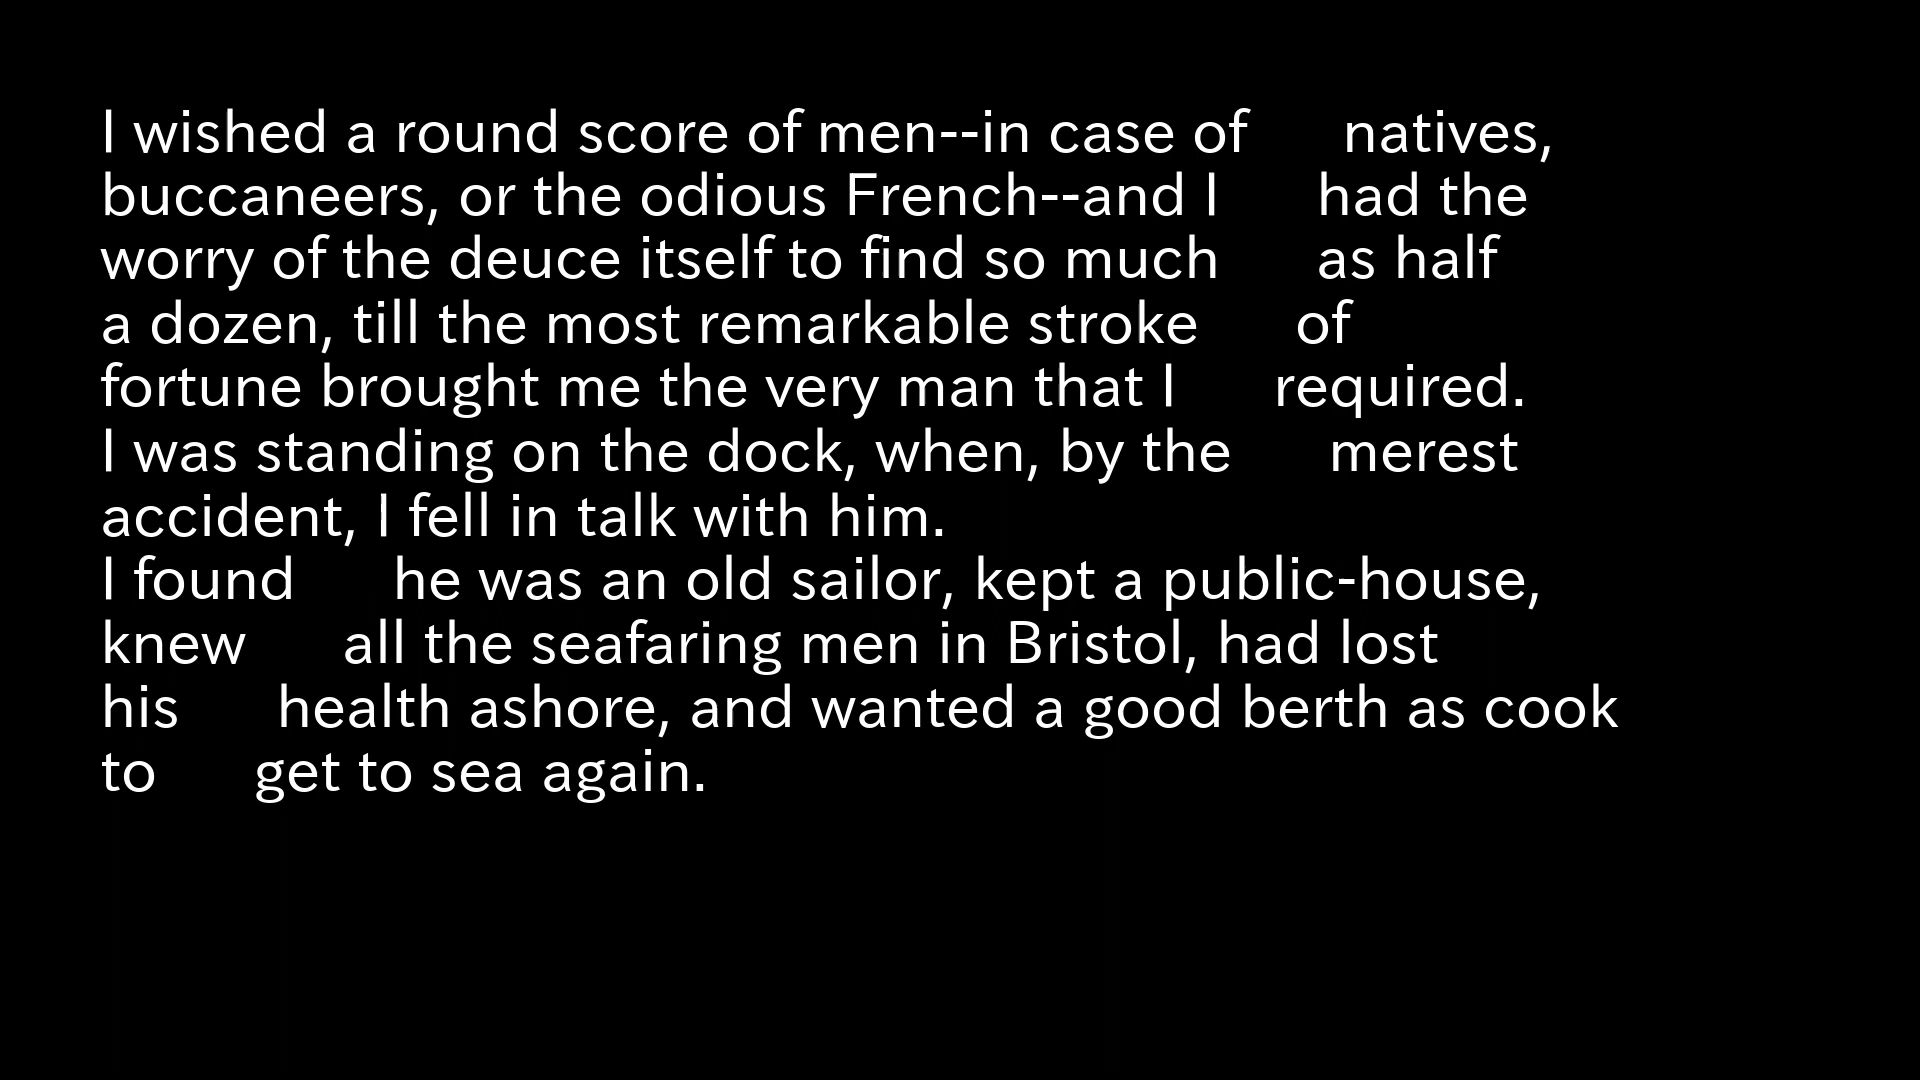 I wished a round score of men--in case of natives,
buccaneers, or the odious French--and I had the
worry of the deuce itself to find so much as half
a dozen, till the most remarkable stroke of
fortune brought me the very man that I required.
I was standing on the dock, when, by the merest
accident, I fell in talk with him.
I found he was an old sailor, kept a public-house,
knew all the seafaring men in Bristol, had lost
his health ashore, and wanted a good berth as cook
to get to sea again.